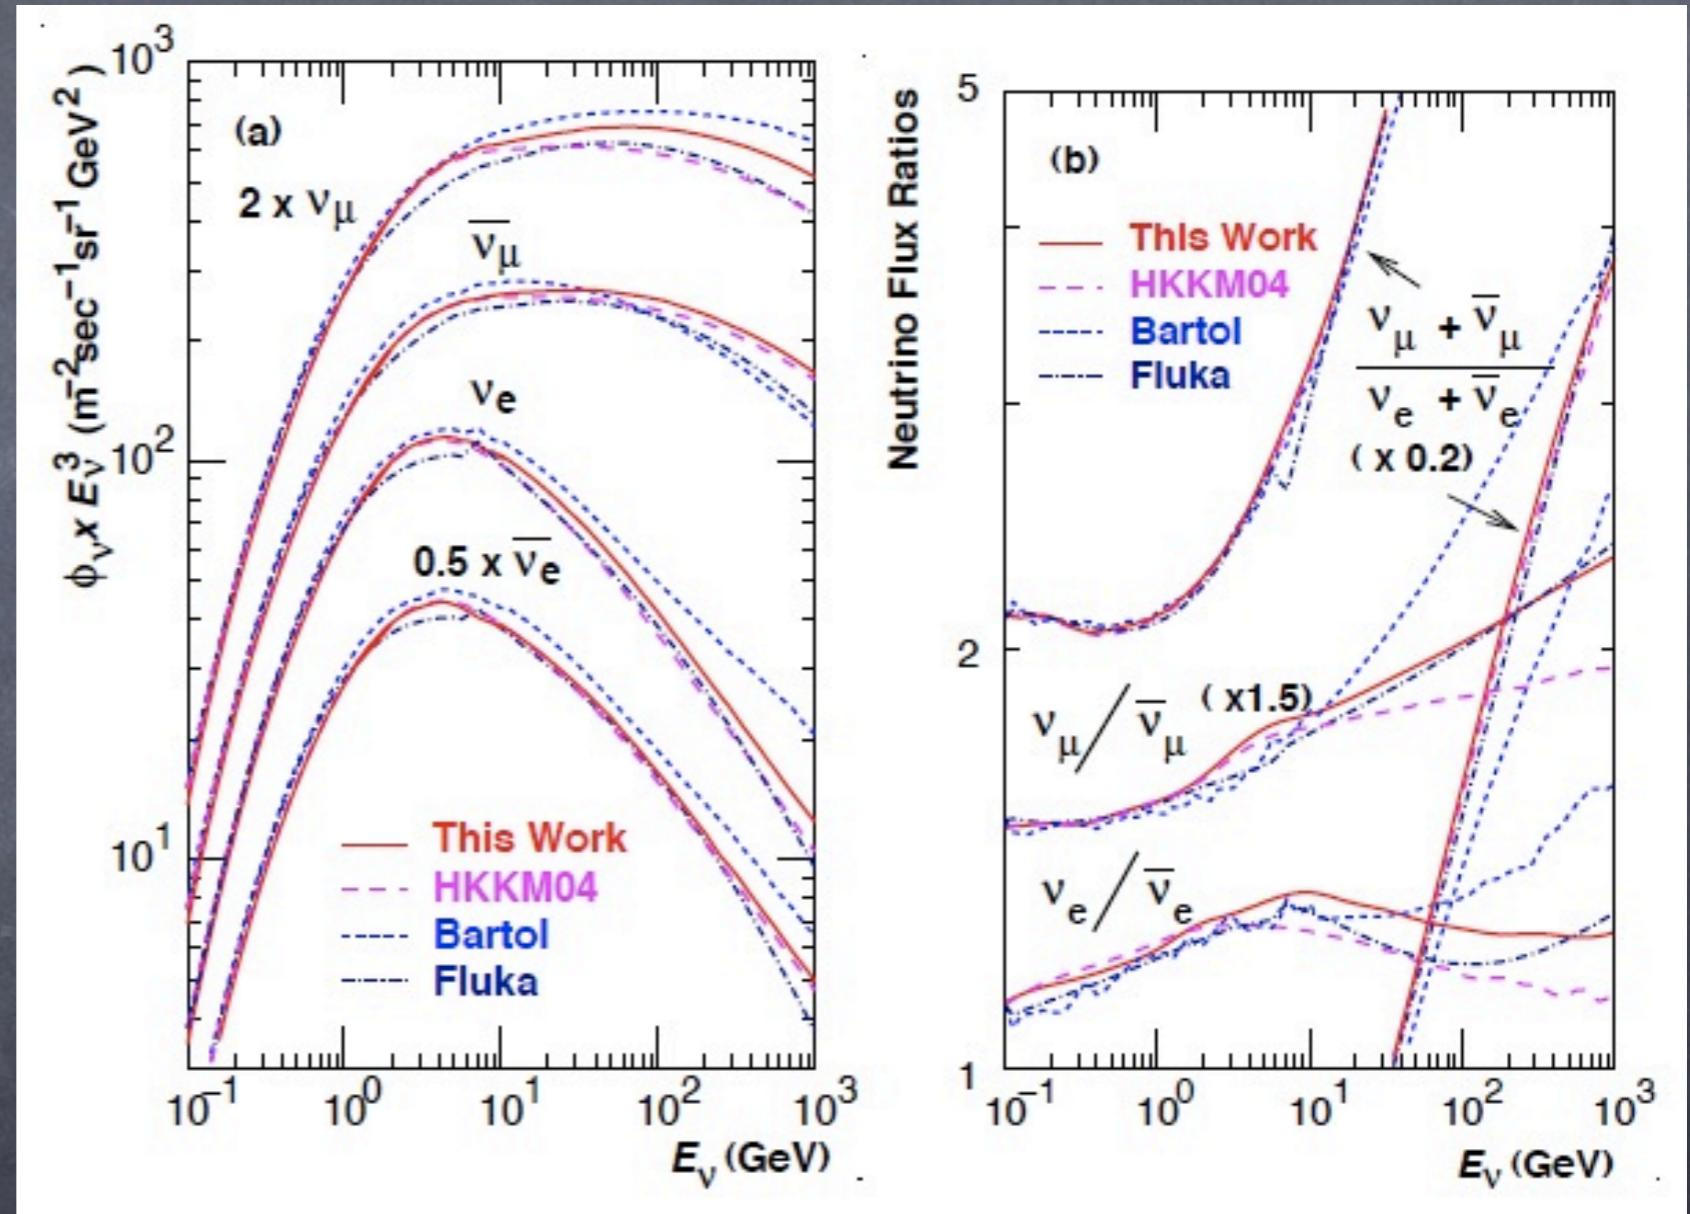 (a)
ϕν x Eν³ (m⁻²sec⁻¹sr⁻¹GeV²)
10³
10²
10¹
2 x νμ
ν̅μ
νe
0.5 x ν̅e
This Work
HKKM04
Bartol
Fluka
10⁻¹ 10⁰ 10¹ 10² 10³
Eν (GeV)
(b)
Neutrino Flux Ratios
5
2
1
This Work
HKKM04
Bartol
Fluka
νμ + ν̅μ
νe + ν̅e
( x 0.2)
νμ/ν̅μ ( x1.5)
νe/ν̅e
10⁻¹ 10⁰ 10¹ 10² 10³
Eν (GeV)